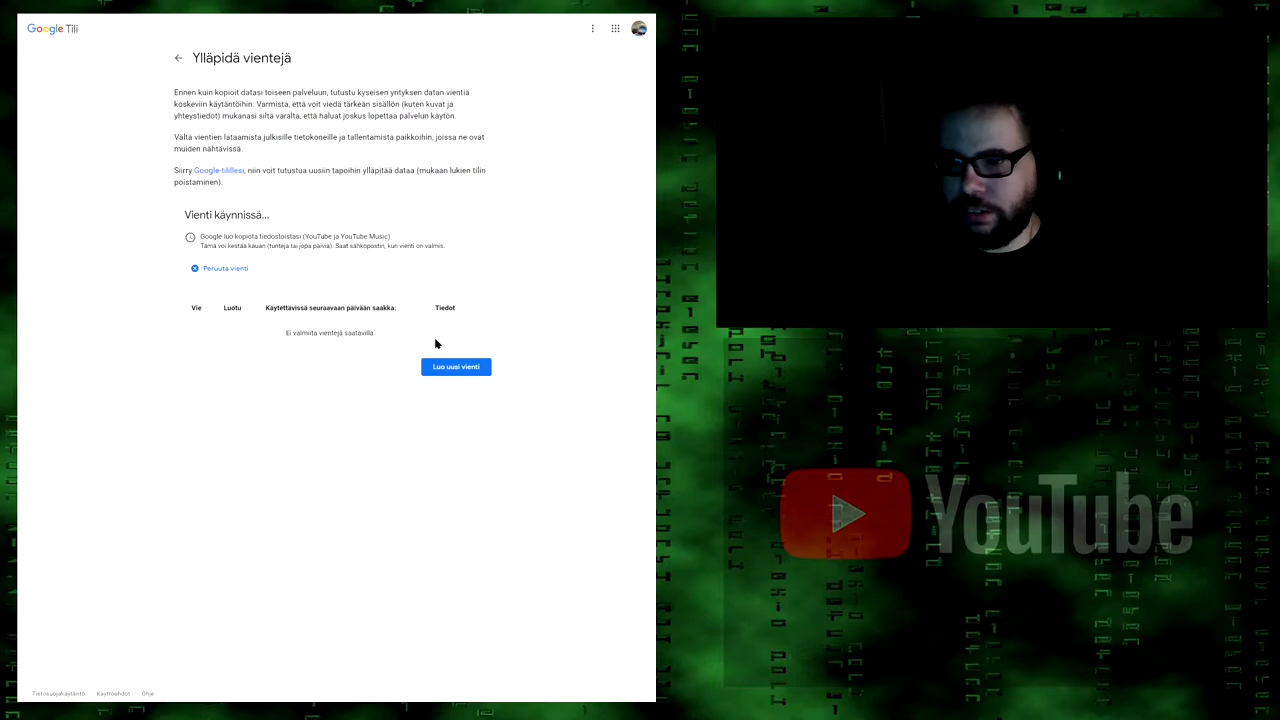 Google Tili
Ylläpidä vientejä
Ennen kuin kopioit datasi toiseen palveluun, tutustu kyseisen yrityksen datan vientiä
koskeviin käytäntöihin. Varmista, että voit viedä tärkeän sisällön (kuten kuvat ja
yhteystiedot) mukanasi siltä varalta, että haluat joskus lopettaa palvelun käytön.
Vältä vientien lataamista julkisille tietokoneille ja tallentamista paikkoihin, joissa ne ovat
muiden nähtävissä.
Siirry Google-tilillesi, niin voit tutustua uusiin tapoihin ylläpitää dataa (mukaan lukien tilin
poistaminen).
Vienti käynnissä...
Google luo kopiota tiedostoistasi (YouTube ja YouTube Music)
Tämä voi kestää kauan (tunteja tai jopa päiviä). Saat sähköpostin, kun vienti on valmis.
Peruuta vienti
Vie Luotu Käytettävissä seuraavaan päivään saakka: Tiedot
Ei valmiita vientejä saatavilla
Luo uusi vienti
Tietosuojakäytäntö · Käyttöehdot · Ohje
YouTube